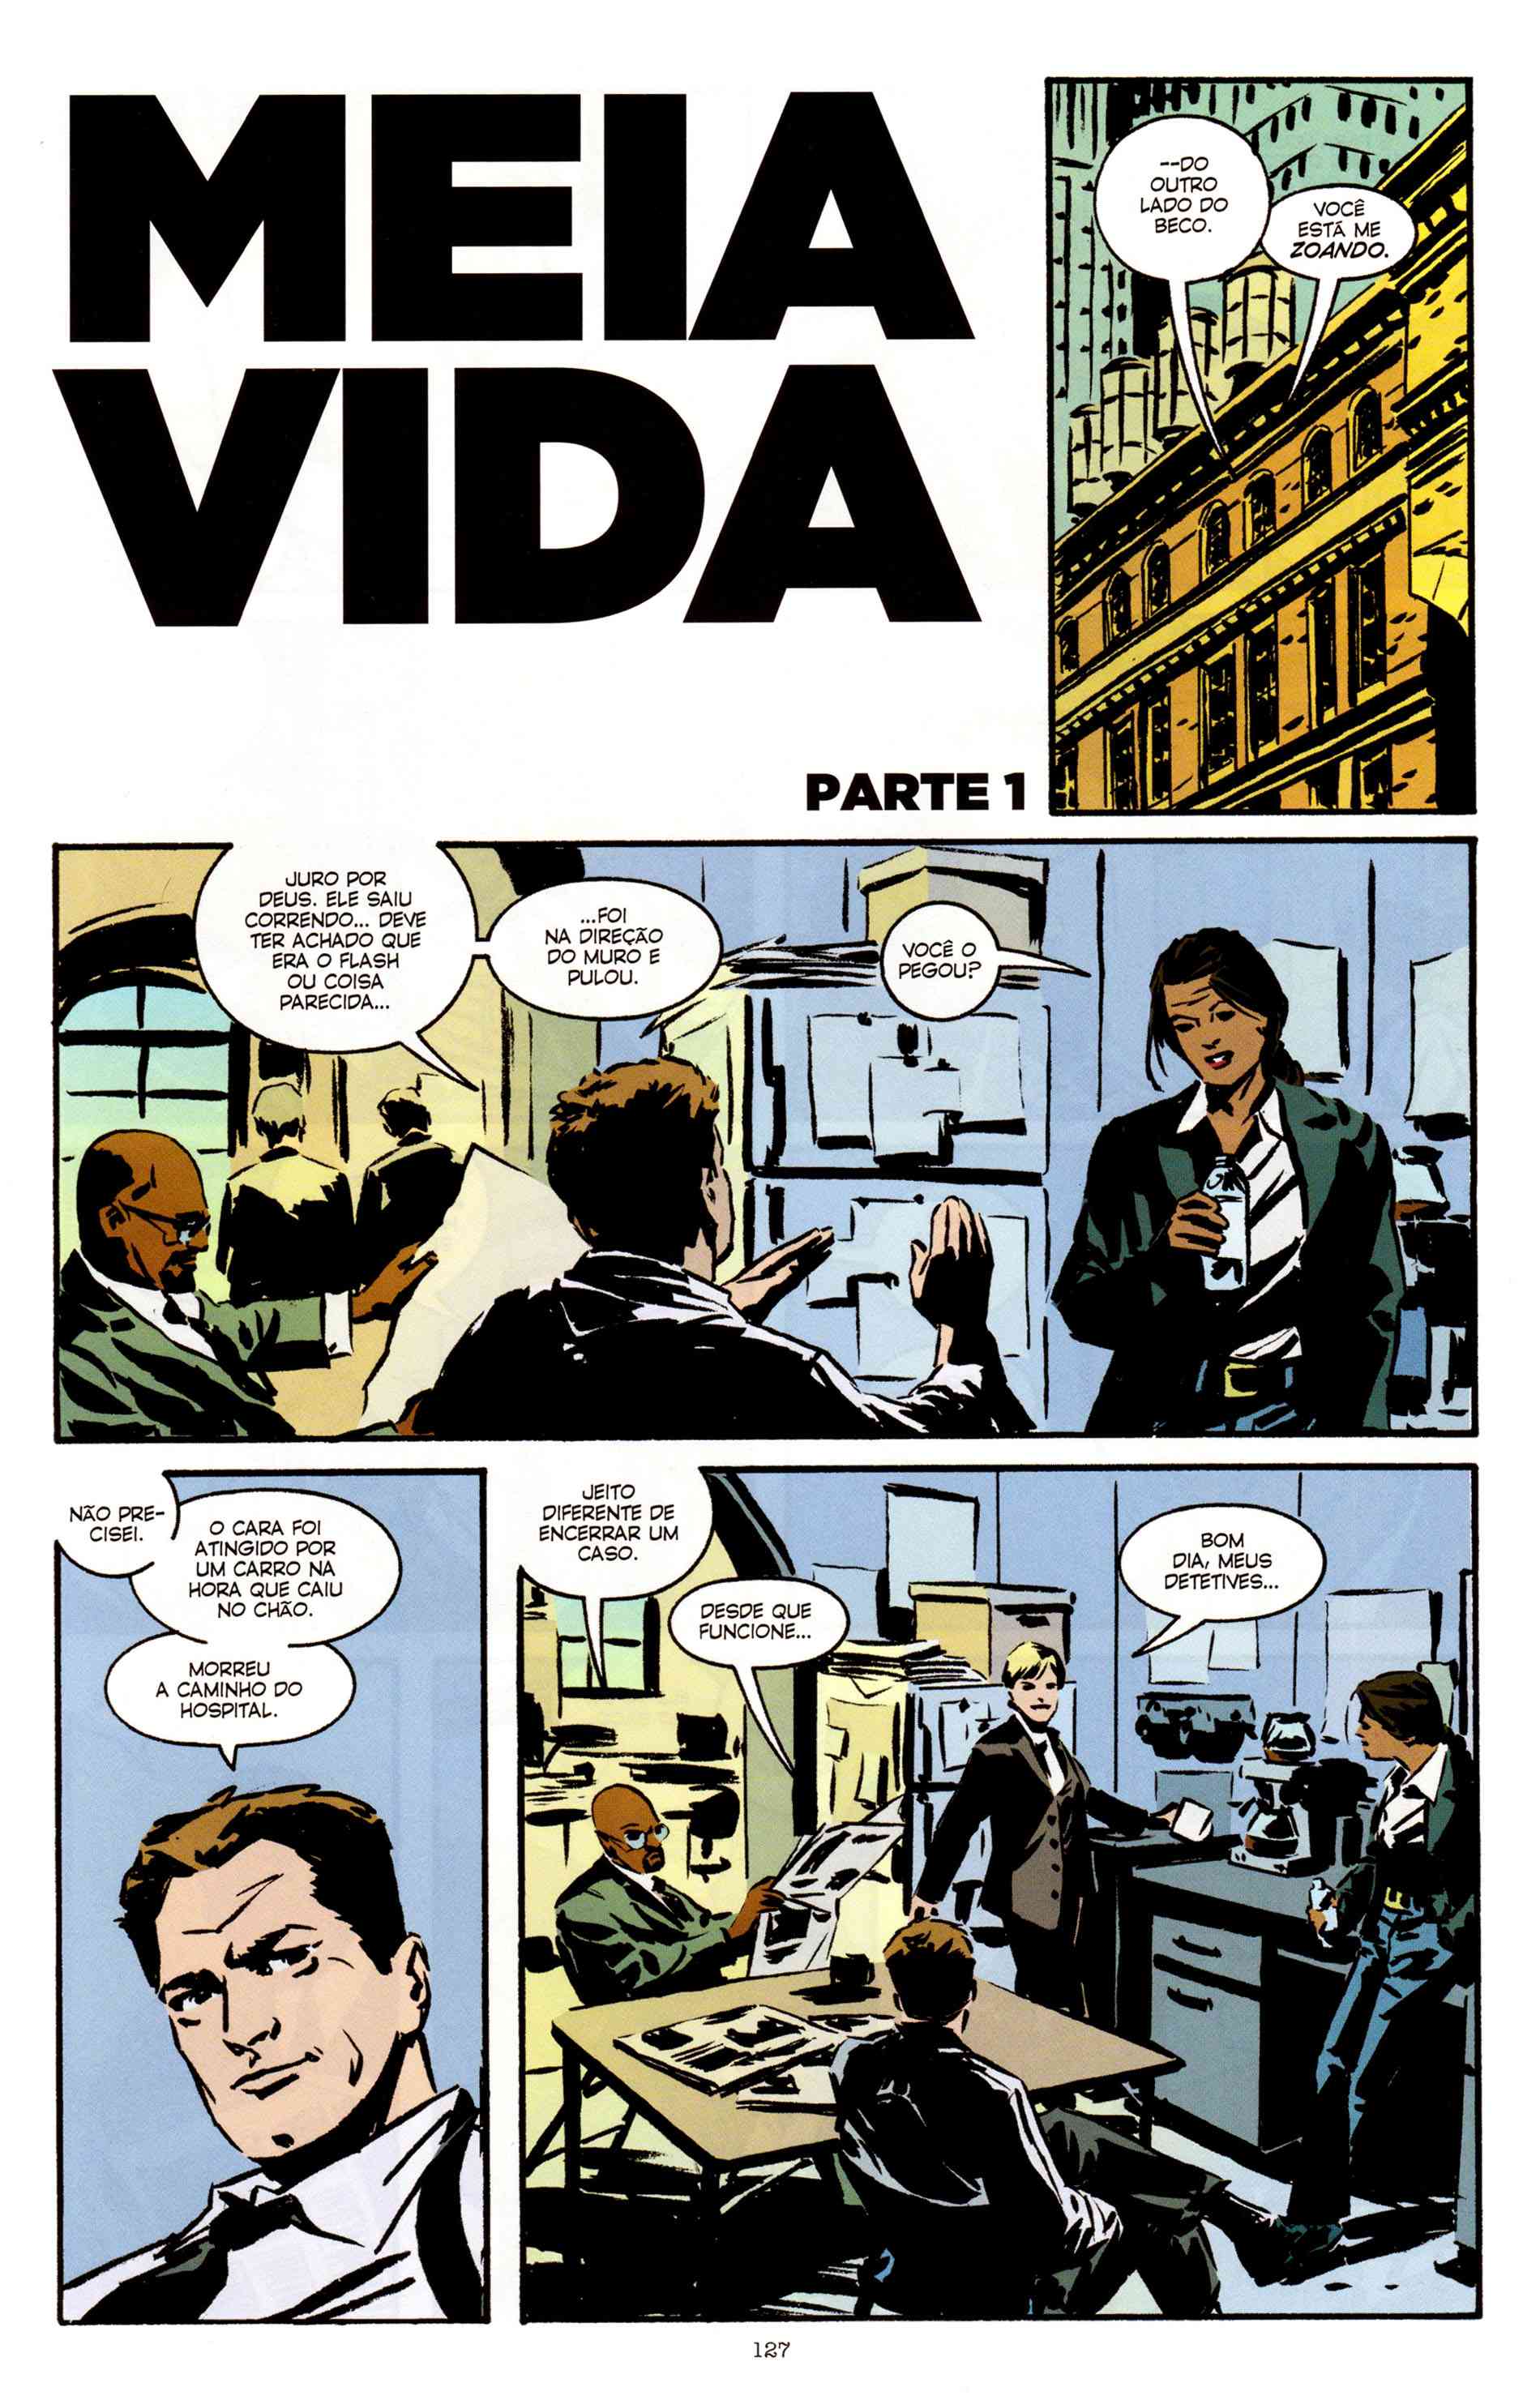 MEIA
VIDA
PARTE 1
--DO
OUTRO
LADO DO
BECO.
VOCÊ
ESTÁ ME
ZOANDO.
JURO POR
DEUS. ELE SAIU
CORRENDO... DEVE
TER ACHADO QUE
ERA O FLASH
OU COISA
PARECIDA...
...FOI
NA DIREÇÃO
DO MURO E
PULOU.
VOCÊ O
PEGOU?
NÃO PRE-
CISEI.
O CARA FOI
ATINGIDO POR
UM CARRO NA
HORA QUE CAIU
NO CHÃO.
MORREU
A CAMINHO DO
HOSPITAL.
JEITO
DIFERENTE DE
ENCERRAR UM
CASO.
DESDE QUE
FUNCIONE...
BOM
DIA, MEUS
DETETIVES...
127